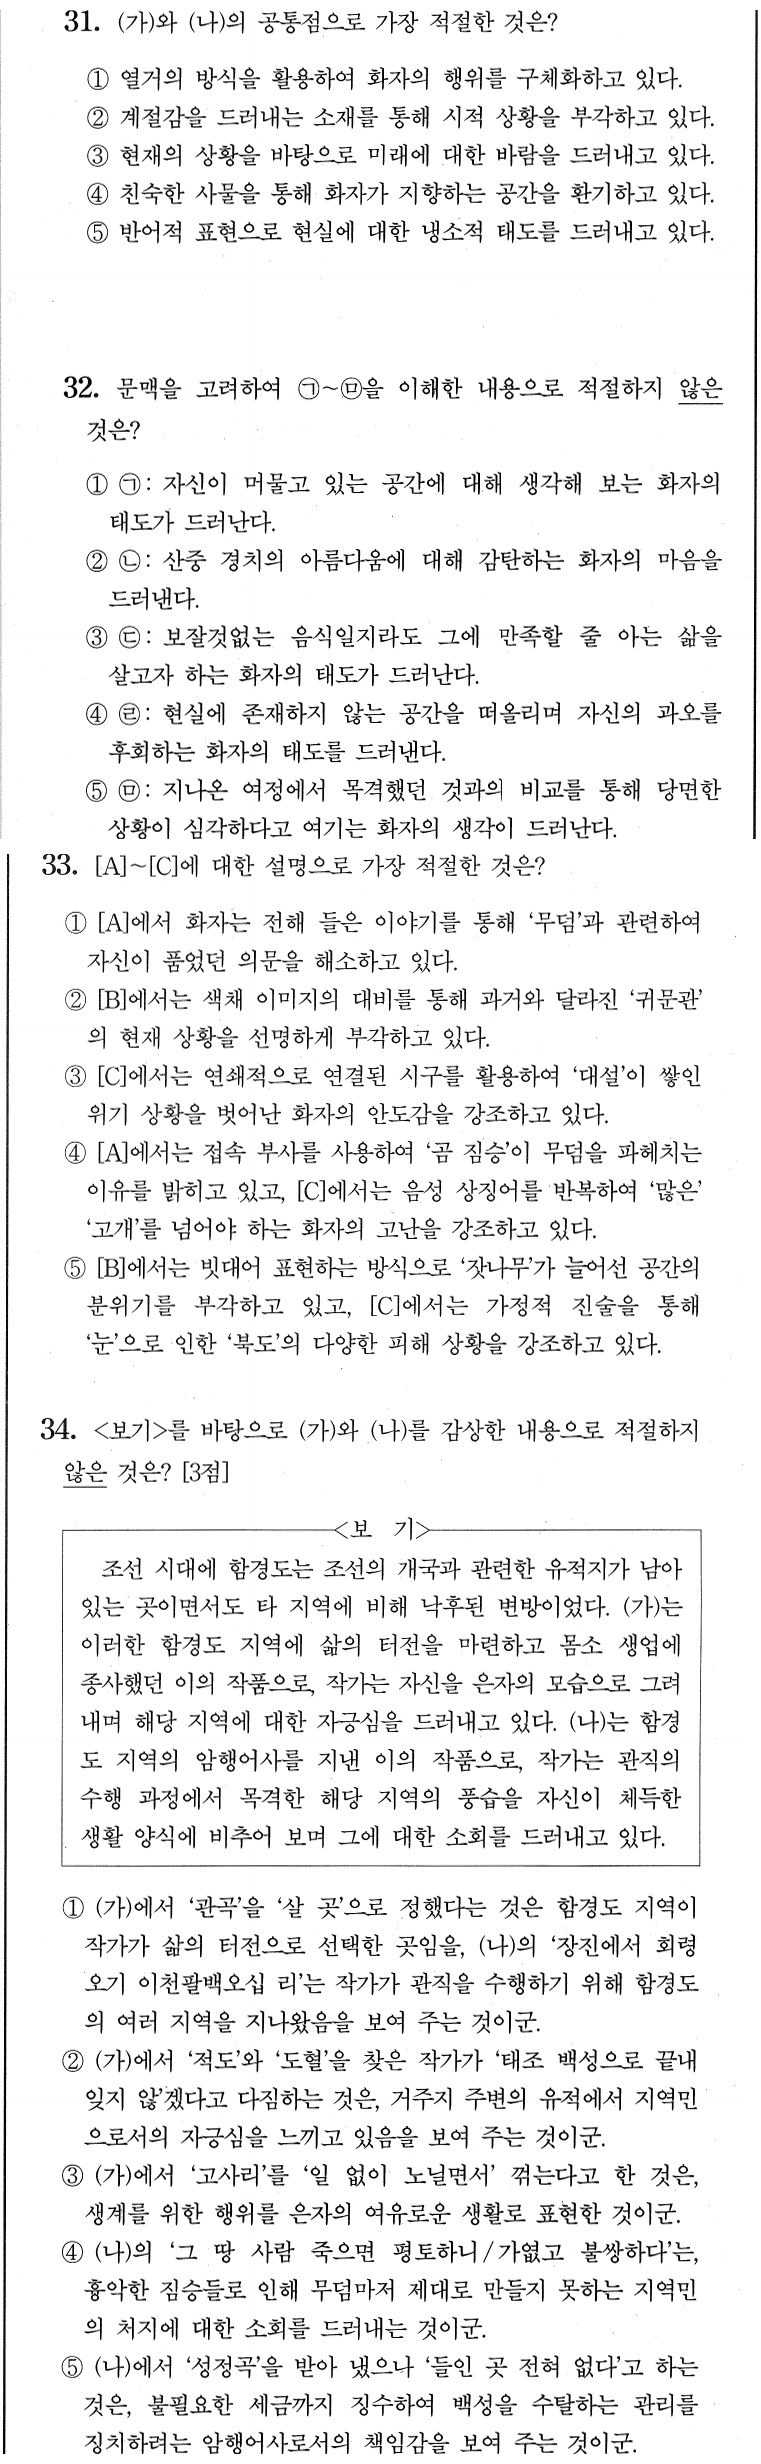 31. (가)와 (나)의 공통점으로 가장 적절한 것은?
① 열거의 방식을 활용하여 화자의 행위를 구체화하고 있다.
② 계절감을 드러내는 소재를 통해 시적 상황을 부각하고 있다.
③ 현재의 상황을 바탕으로 미래에 대한 바람을 드러내고 있다.
④ 친숙한 사물을 통해 화자가 지향하는 공간을 환기하고 있다.
⑤ 반어적 표현으로 현실에 대한 냉소적 태도를 드러내고 있다.
32. 문맥을 고려하여 ㉠~㉤을 이해한 내용으로 적절하지 않은
것은?
① ㉠: 자신이 머물고 있는 공간에 대해 생각해 보는 화자의
태도가 드러난다.
② ㉡: 산중 경치의 아름다움에 대해 감탄하는 화자의 마음을
드러낸다.
③ ㉢: 보잘것없는 음식일지라도 그에 만족할 줄 아는 삶을
살고자 하는 화자의 태도가 드러난다.
④ ㉣: 현실에 존재하지 않는 공간을 떠올리며 자신의 과오를
후회하는 화자의 태도를 드러낸다.
⑤ ㉤: 지나온 여정에서 목격했던 것과의 비교를 통해 당면한
상황이 심각하다고 여기는 화자의 생각이 드러난다.
33. [A]~[C]에 대한 설명으로 가장 적절한 것은?
① [A]에서 화자는 전해 들은 이야기를 통해 ‘무덤’과 관련하여
자신이 품었던 의문을 해소하고 있다.
② [B]에서는 색채 이미지의 대비를 통해 과거와 달라진 ‘귀문관’
의 현재 상황을 선명하게 부각하고 있다.
③ [C]에서는 연쇄적으로 연결된 시구를 활용하여 ‘대설’이 쌓인
위기 상황을 벗어난 화자의 안도감을 강조하고 있다.
④ [A]에서는 접속 부사를 사용하여 ‘곰 짐승’이 무덤을 파헤치는
이유를 밝히고 있고, [C]에서는 음성 상징어를 반복하여 ‘많은’
‘고개’를 넘어야 하는 화자의 고난을 강조하고 있다.
⑤ [B]에서는 빗대어 표현하는 방식으로 ‘잣나무’가 늘어선 공간의
분위기를 부각하고 있고, [C]에서는 가정적 진술을 통해
‘눈’으로 인한 ‘북도’의 다양한 피해 상황을 강조하고 있다.
34. <보기>를 바탕으로 (가)와 (나)를 감상한 내용으로 적절하지
않은 것은? [3점]
<보 기>
조선 시대에 함경도는 조선의 개국과 관련한 유적지가 남아
있는 곳이면서도 타 지역에 비해 낙후된 변방이었다. (가)는
이러한 함경도 지역에 삶의 터전을 마련하고 몸소 생업에
종사했던 이의 작품으로, 작가는 자신을 은자의 모습으로 그려
내며 해당 지역에 대한 자긍심을 드러내고 있다. (나)는 함경
도 지역의 암행어사를 지낸 이의 작품으로, 작가는 관직의
수행 과정에서 목격한 해당 지역의 풍습을 자신이 체득한
생활 양식에 비추어 보며 그에 대한 소회를 드러내고 있다.
① (가)에서 ‘관곡’을 ‘살 곳’으로 정했다는 것은 함경도 지역이
작가가 삶의 터전으로 선택한 곳임을, (나)의 ‘장진에서 회령
오기 이천팔백오십 리’는 작가가 관직을 수행하기 위해 함경도
의 여러 지역을 지나왔음을 보여 주는 것이군.
② (가)에서 ‘적도’와 ‘도혈’을 찾은 작가가 ‘태조 백성으로 끝내
잊지 않’겠다고 다짐하는 것은, 거주지 주변의 유적에서 지역민
으로서의 자긍심을 느끼고 있음을 보여 주는 것이군.
③ (가)에서 ‘고사리’를 ‘일 없이 노닐면서’ 꺾는다고 한 것은,
생계를 위한 행위를 은자의 여유로운 생활로 표현한 것이군.
④ (나)의 ‘그 땅 사람 죽으면 평토하니/가엾고 불쌍하다’는,
흉악한 짐승들로 인해 무덤마저 제대로 만들지 못하는 지역민
의 처지에 대한 소회를 드러내는 것이군.
⑤ (나)에서 ‘성정곡’을 받아 냈으나 ‘들인 곳 전혀 없다’고 하는
것은, 불필요한 세금까지 징수하여 백성을 수탈하는 관리를
징치하려는 암행어사로서의 책임감을 보여 주는 것이군.